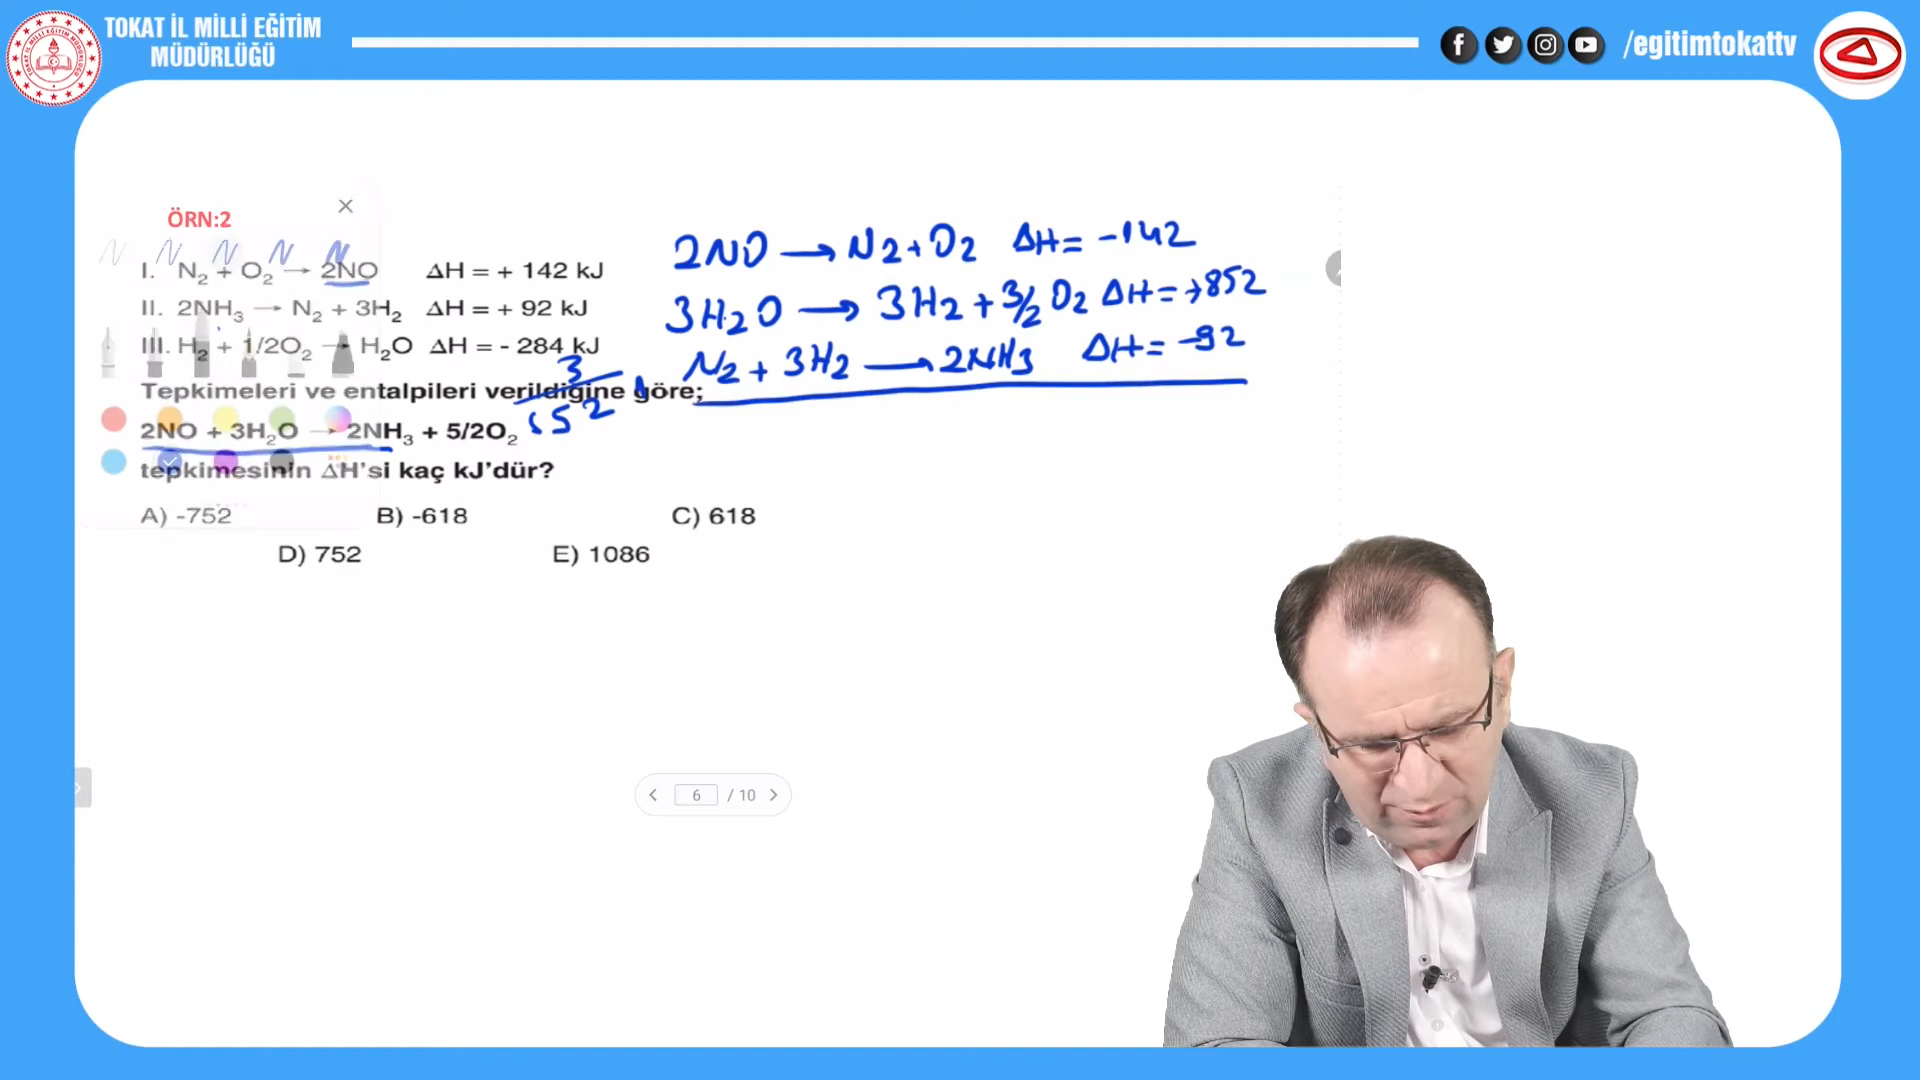 TOKAT İL MİLLİ EĞİTİM
MÜDÜRLÜĞÜ
/egitimtokattv
ÖRN:2
I. N₂ + O₂ → 2NO ΔH = + 142 kJ
II. 2NH₃ → N₂ + 3H₂ ΔH = + 92 kJ
III. H₂ + 1/2O₂ → H₂O ΔH = - 284 kJ
3
852
Tepkimeleri ve entalpileri verildiğine göre;
2NO + 3H₂O → 2NH₃ + 5/2O₂
tepkimesinin ΔH'si kaç kJ'dür?
A) -752 B) -618 C) 618
D) 752 E) 1086
2NO → N2 + O2 ΔH = -142
3H2O → 3H2 + 3/2 O2 ΔH = +852
N2 + 3H2 → 2NH3 ΔH = -92
6 / 10